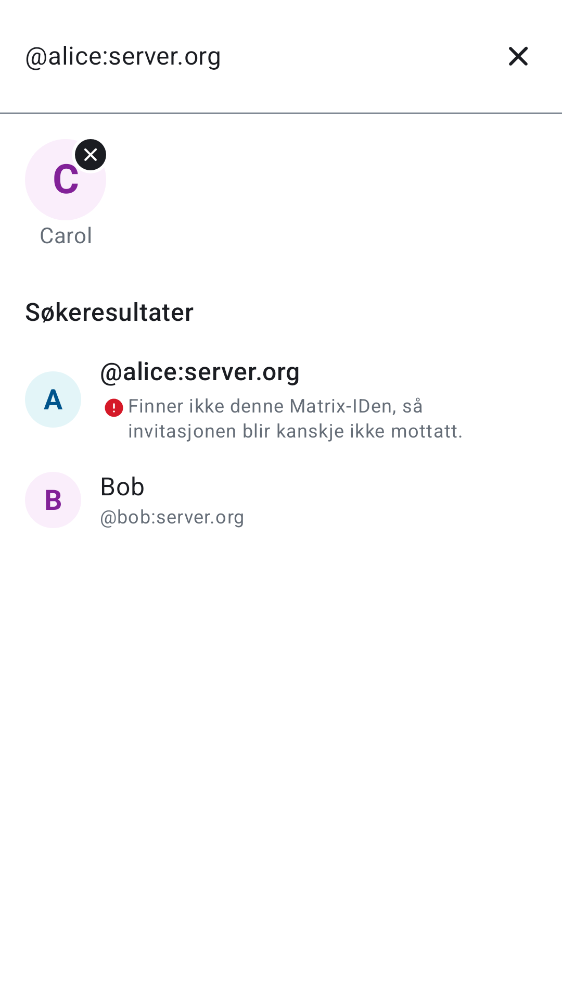 @alice:server.org
C
Carol
Søkeresultater
A
@alice:server.org
Finner ikke denne Matrix-IDen, så
invitasjonen blir kanskje ikke mottatt.
B
Bob
@bob:server.org